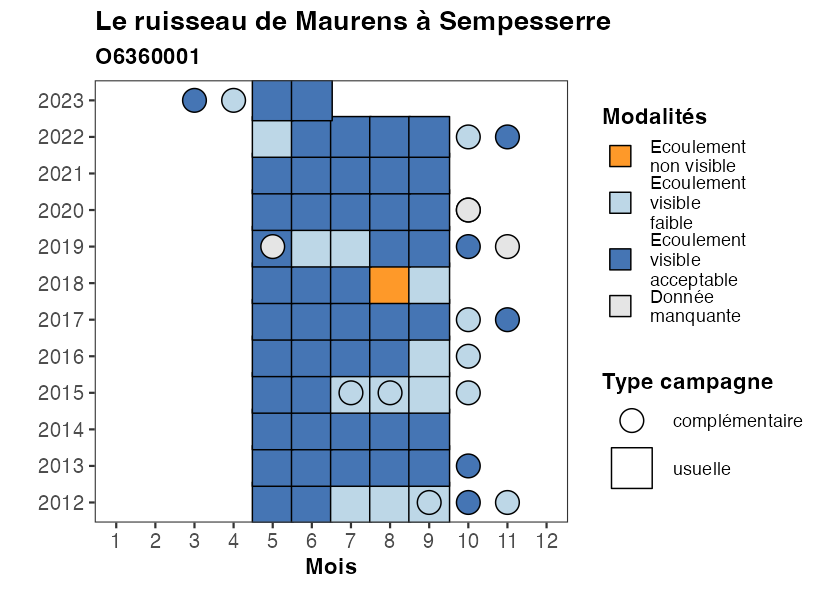 Le ruisseau de Maurens à Sempesserre
O6360001
2023
2022
2021
2020
2019
2018
2017
2016
2015
2014
2013
2012
1 2 3 4 5 6 7 8 9 10 11 12
Mois
Modalités
Ecoulement
non visible
Ecoulement
visible
faible
Ecoulement
visible
acceptable
Donnée
manquante
Type campagne
complémentaire
usuelle